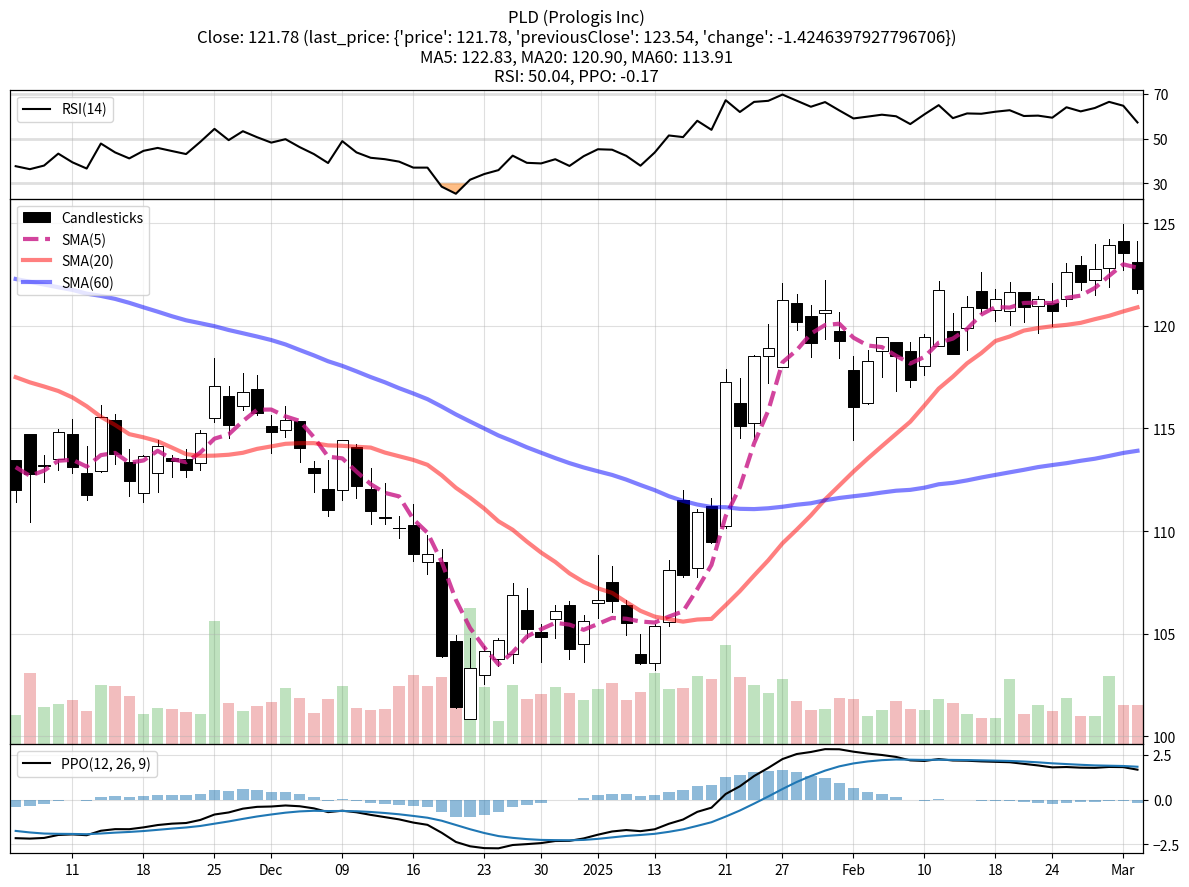 PLD (Prologis Inc)
Close: 121.78 (last_price: {'price': 121.78, 'previousClose': 123.54, 'change': -1.4246397927796706})
MA5: 122.83, MA20: 120.90, MA60: 113.91
RSI: 50.04, PPO: -0.17
RSI(14)
70
50
30
Candlesticks
SMA(5)
SMA(20)
SMA(60)
125
120
115
110
105
100
PPO(12, 26, 9)
2.5
0.0
−2.5
11 18 25 Dec 09 16 23 30 2025 13 21 27 Feb 10 18 24 Mar